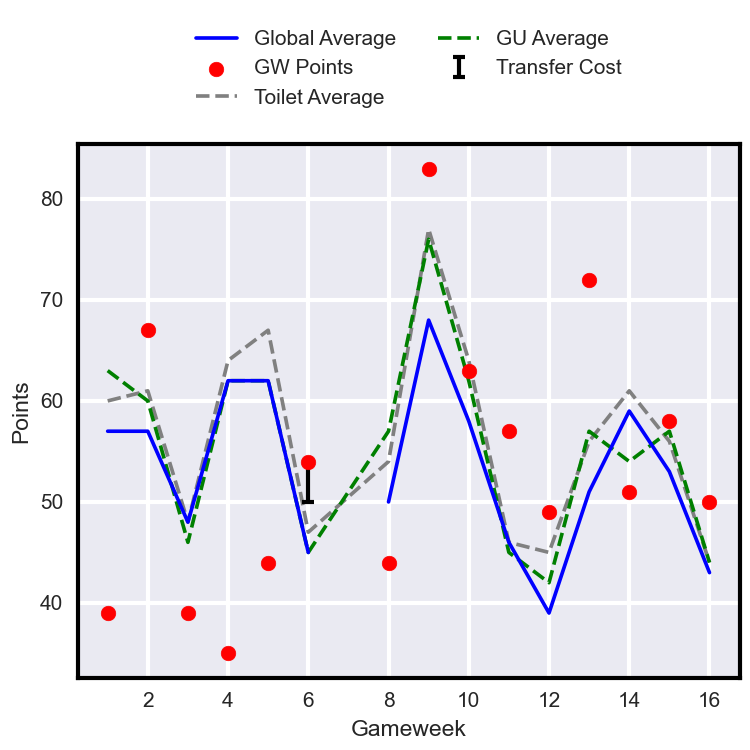 Global Average
GW Points
Toilet Average
GU Average
Transfer Cost
80
70
60
50
40
Points
2 4 6 8 10 12 14 16
Gameweek